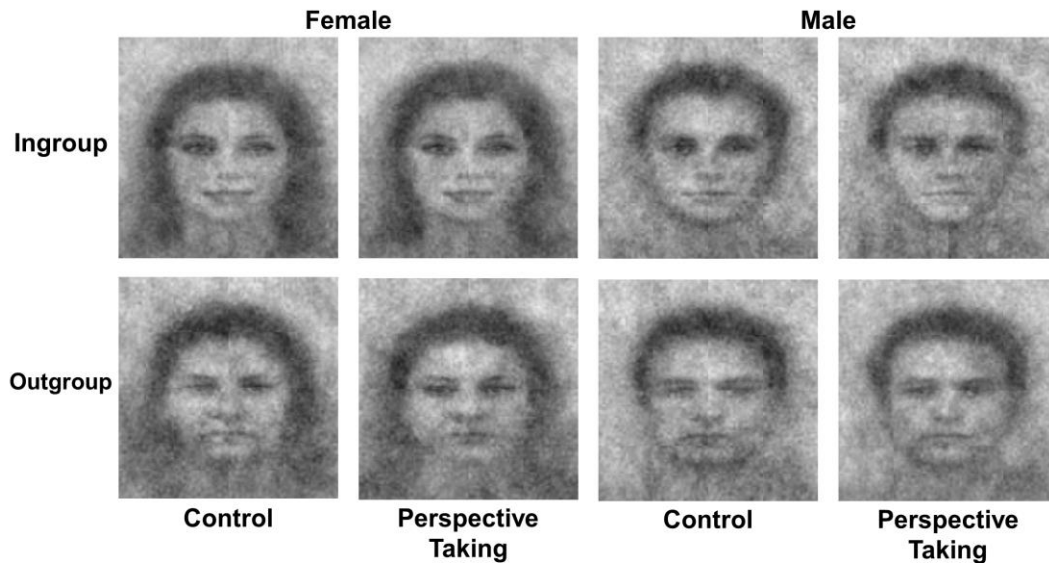 Female
Male
Ingroup
Outgroup
Control
Perspective
Taking
Control
Perspective
Taking